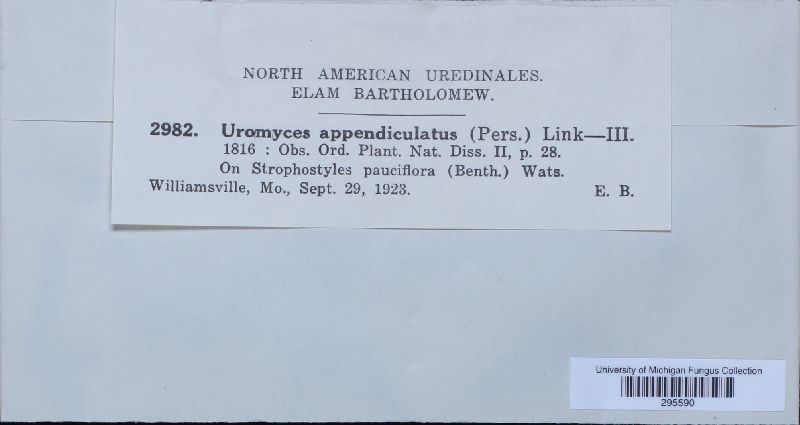 NORTH AMERICAN UREDINALES.
ELAM BARTHOLOMEW.
2982. Uromyces appendiculatus (Pers.) Link—III.
1816 : Obs. Ord. Plant. Nat. Diss. II, p. 28.
On Strophostyles pauciflora (Benth.) Wats.
Williamsville, Mo., Sept. 29, 1923. E. B.
University of Michigan Fungus Collection
295590